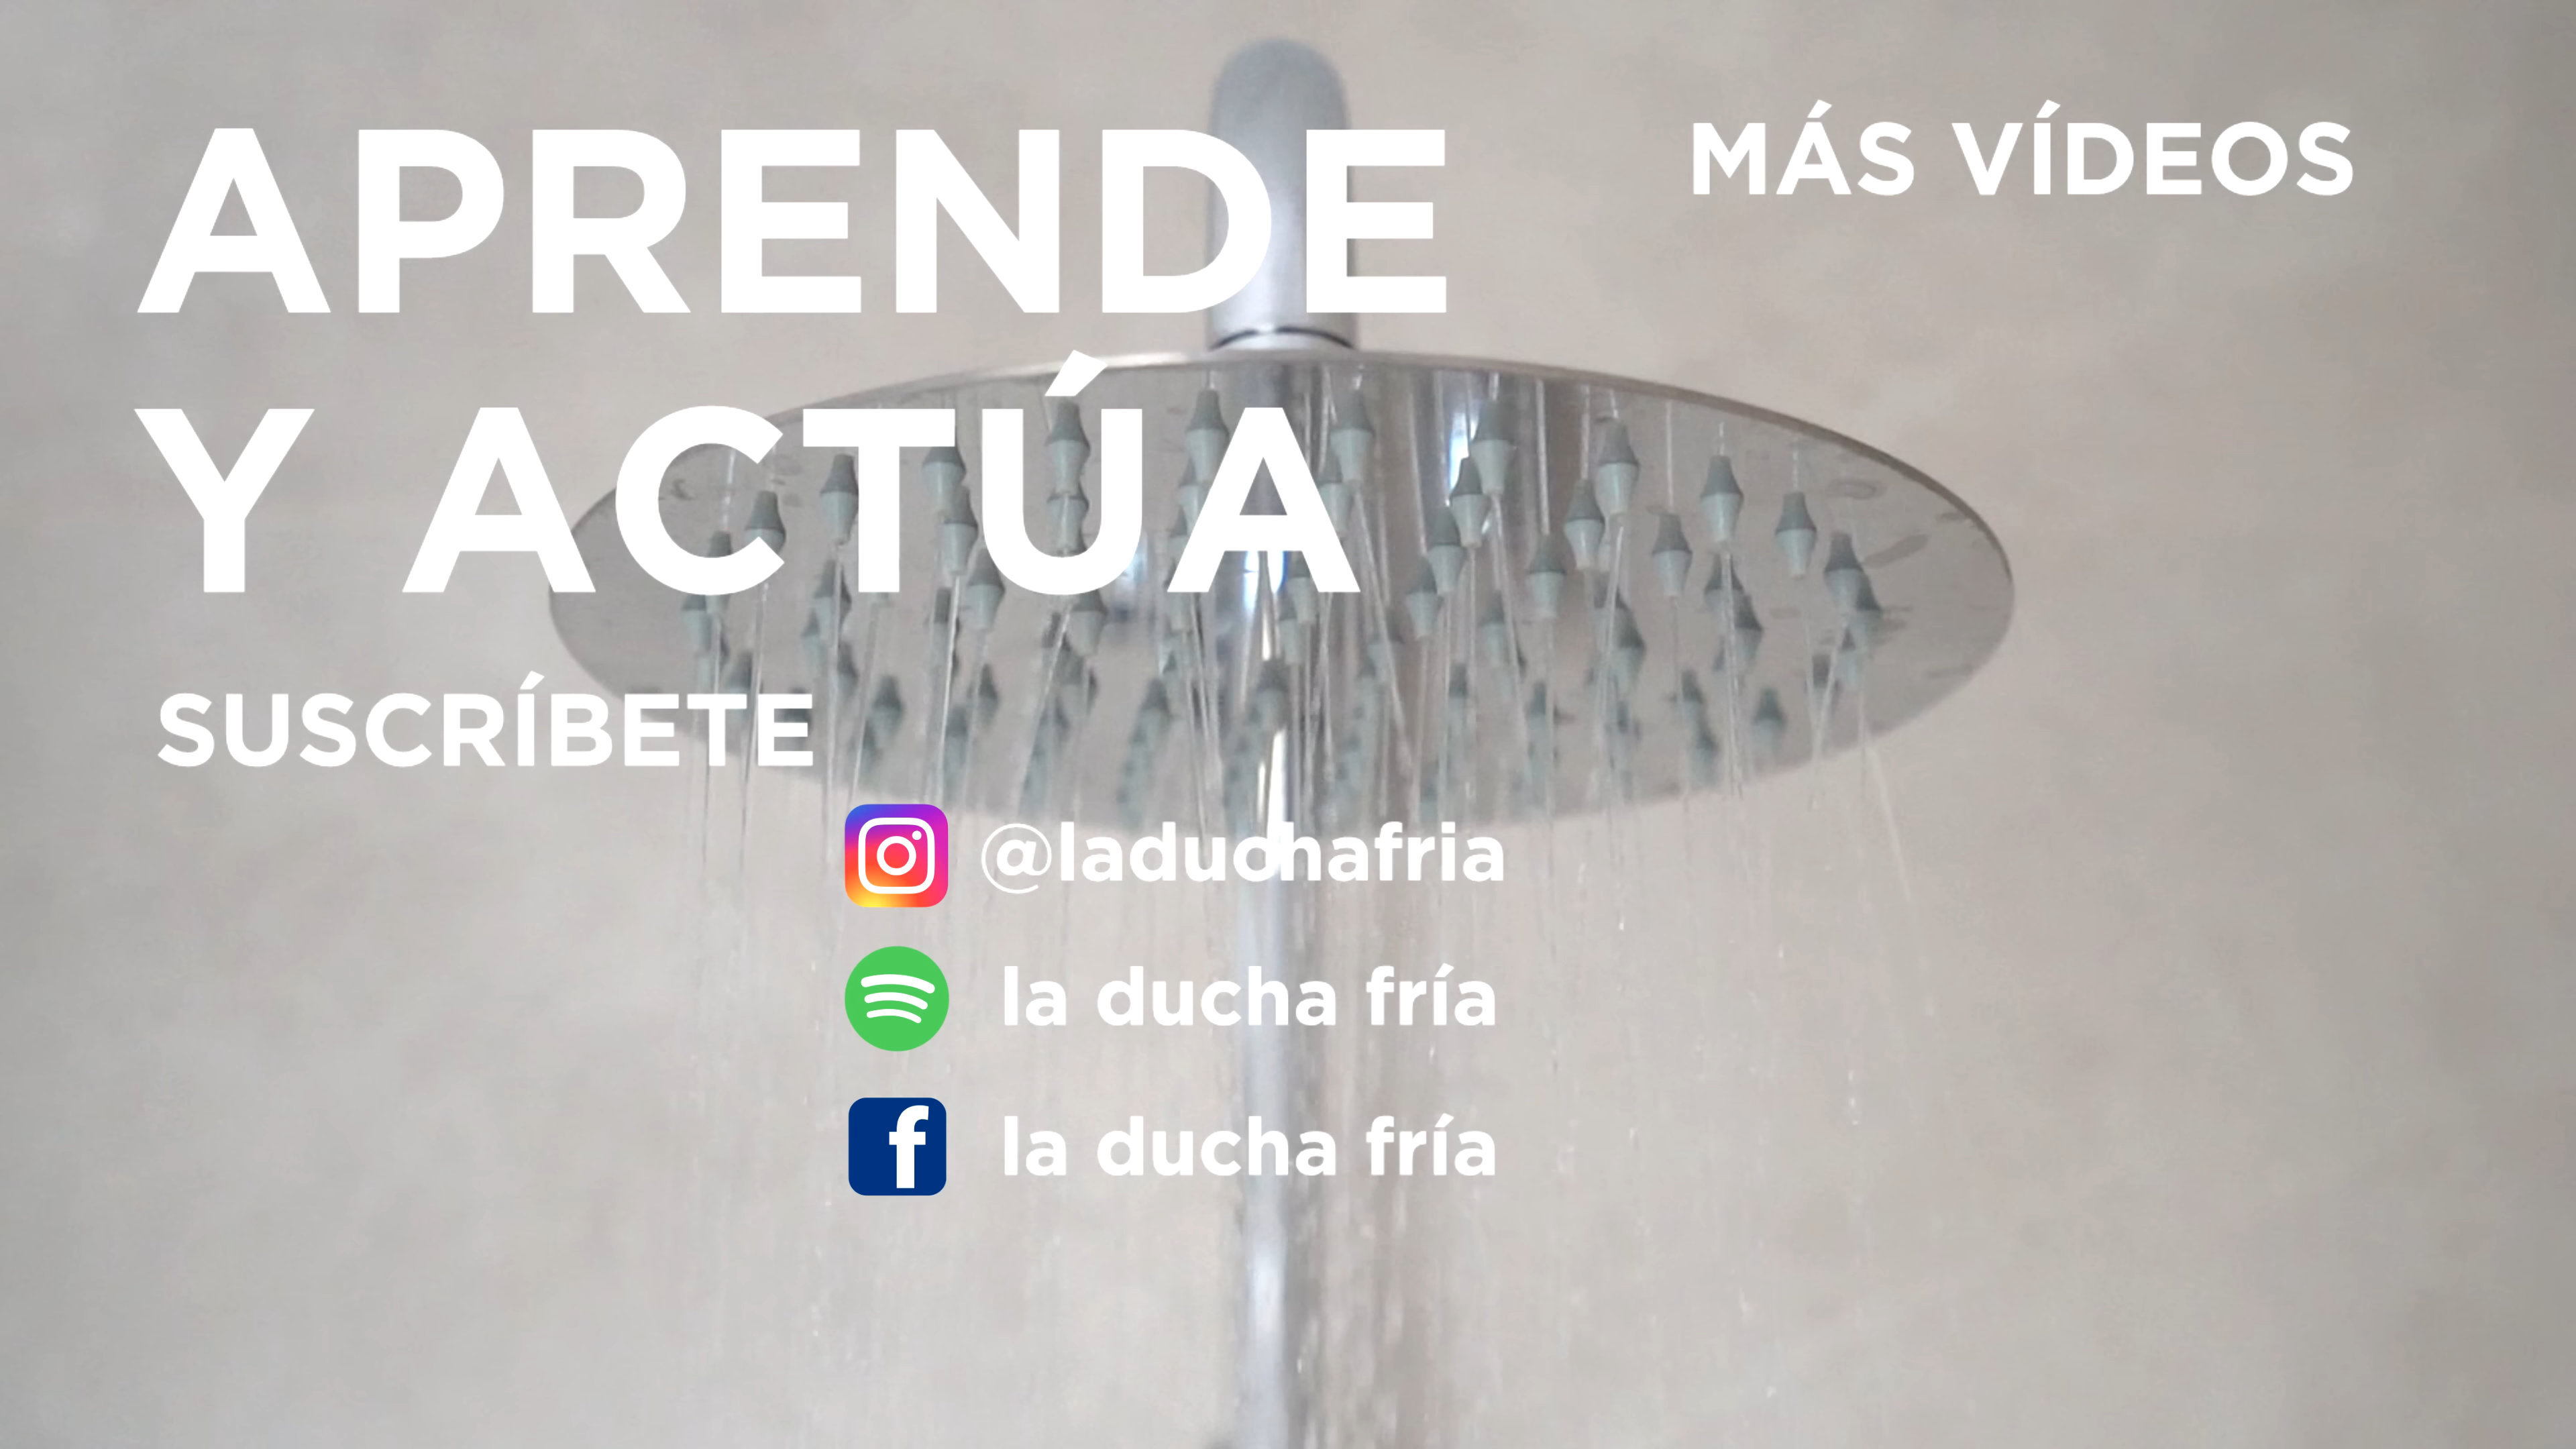 APRENDE
Y ACTÚA
MÁS VÍDEOS
SUSCRÍBETE
@laduchafria
la ducha fría
la ducha fría